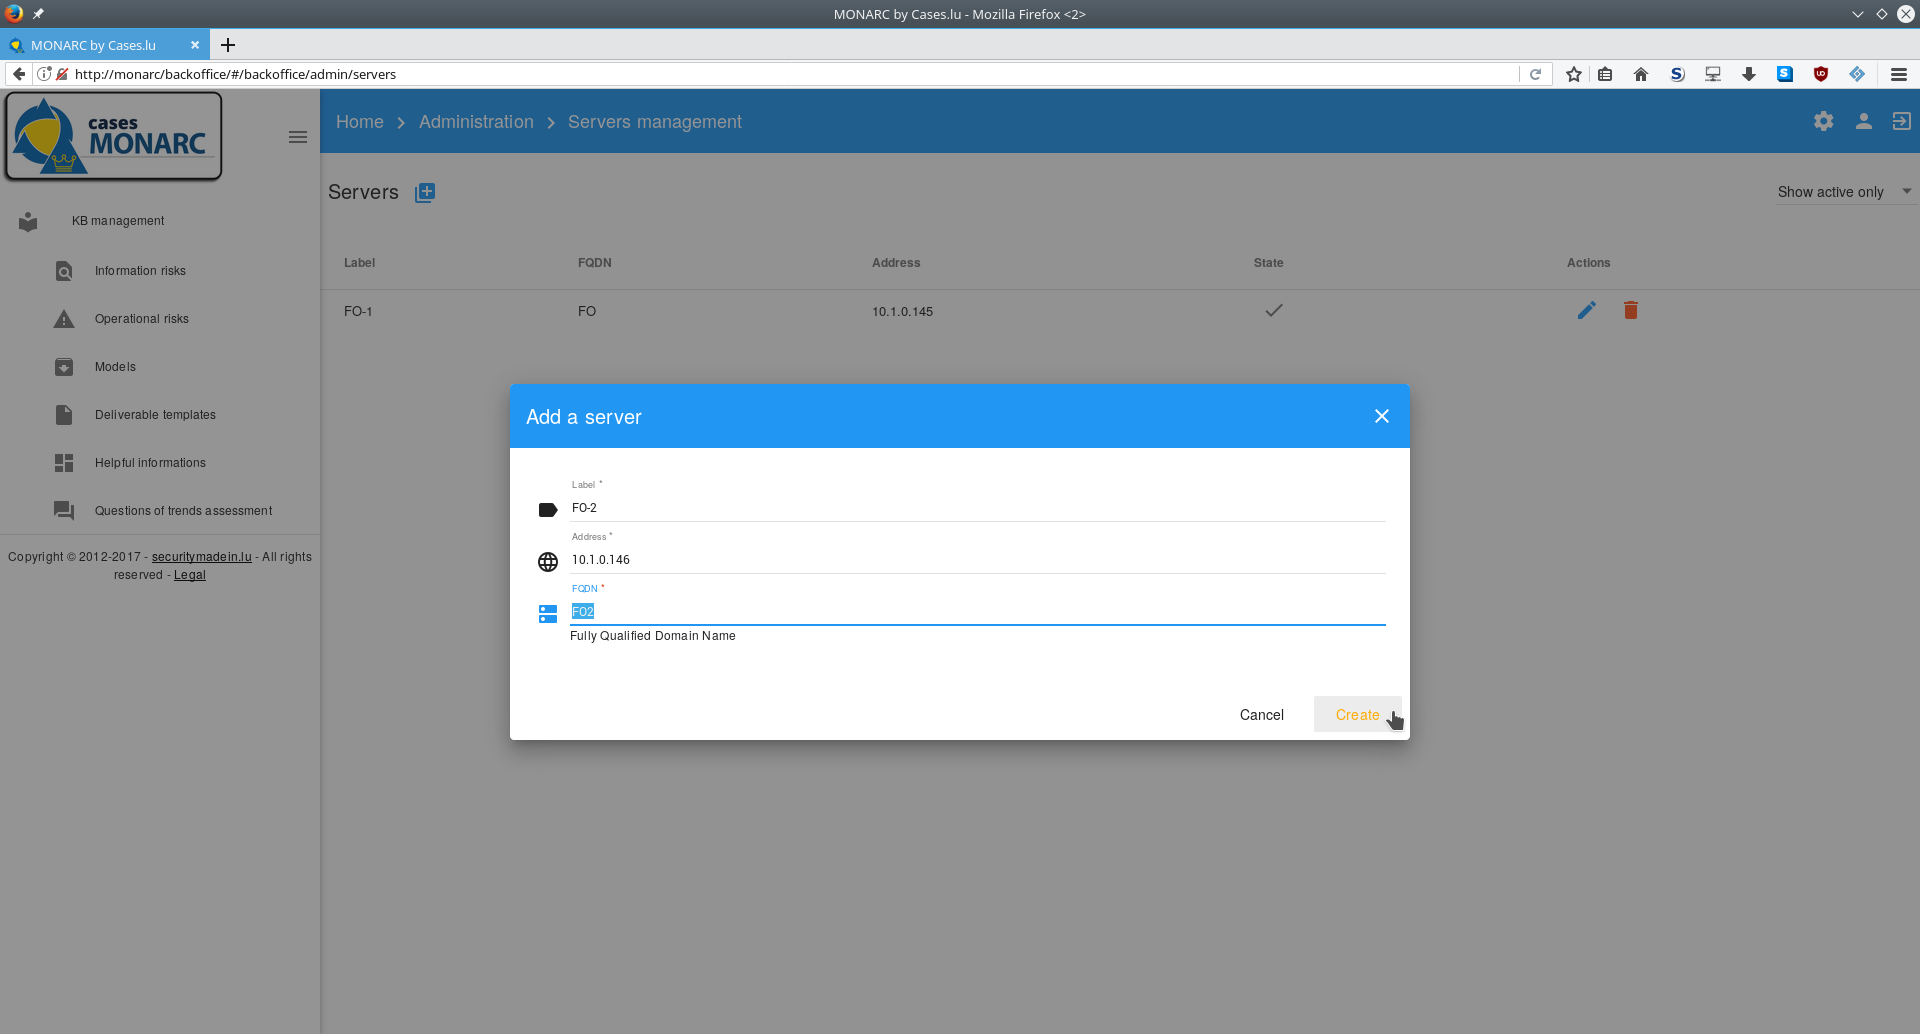 MONARC by Cases.lu - Mozilla Firefox <2>
MONARC by Cases.lu
http://monarc/backoffice/#/backoffice/admin/servers
cases
MONARC
Home > Administration > Servers management
Servers
Show active only
KB management
Information risks
Operational risks
Models
Deliverable templates
Helpful informations
Questions of trends assessment
Copyright © 2012-2017 - securitymadein.lu - All rights
reserved - Legal
Label FQDN Address State Actions
FO-1 FO 10.1.0.145
Add a server
Label *
FO-2
Address *
10.1.0.146
FQDN *
FO2
Fully Qualified Domain Name
Cancel Create